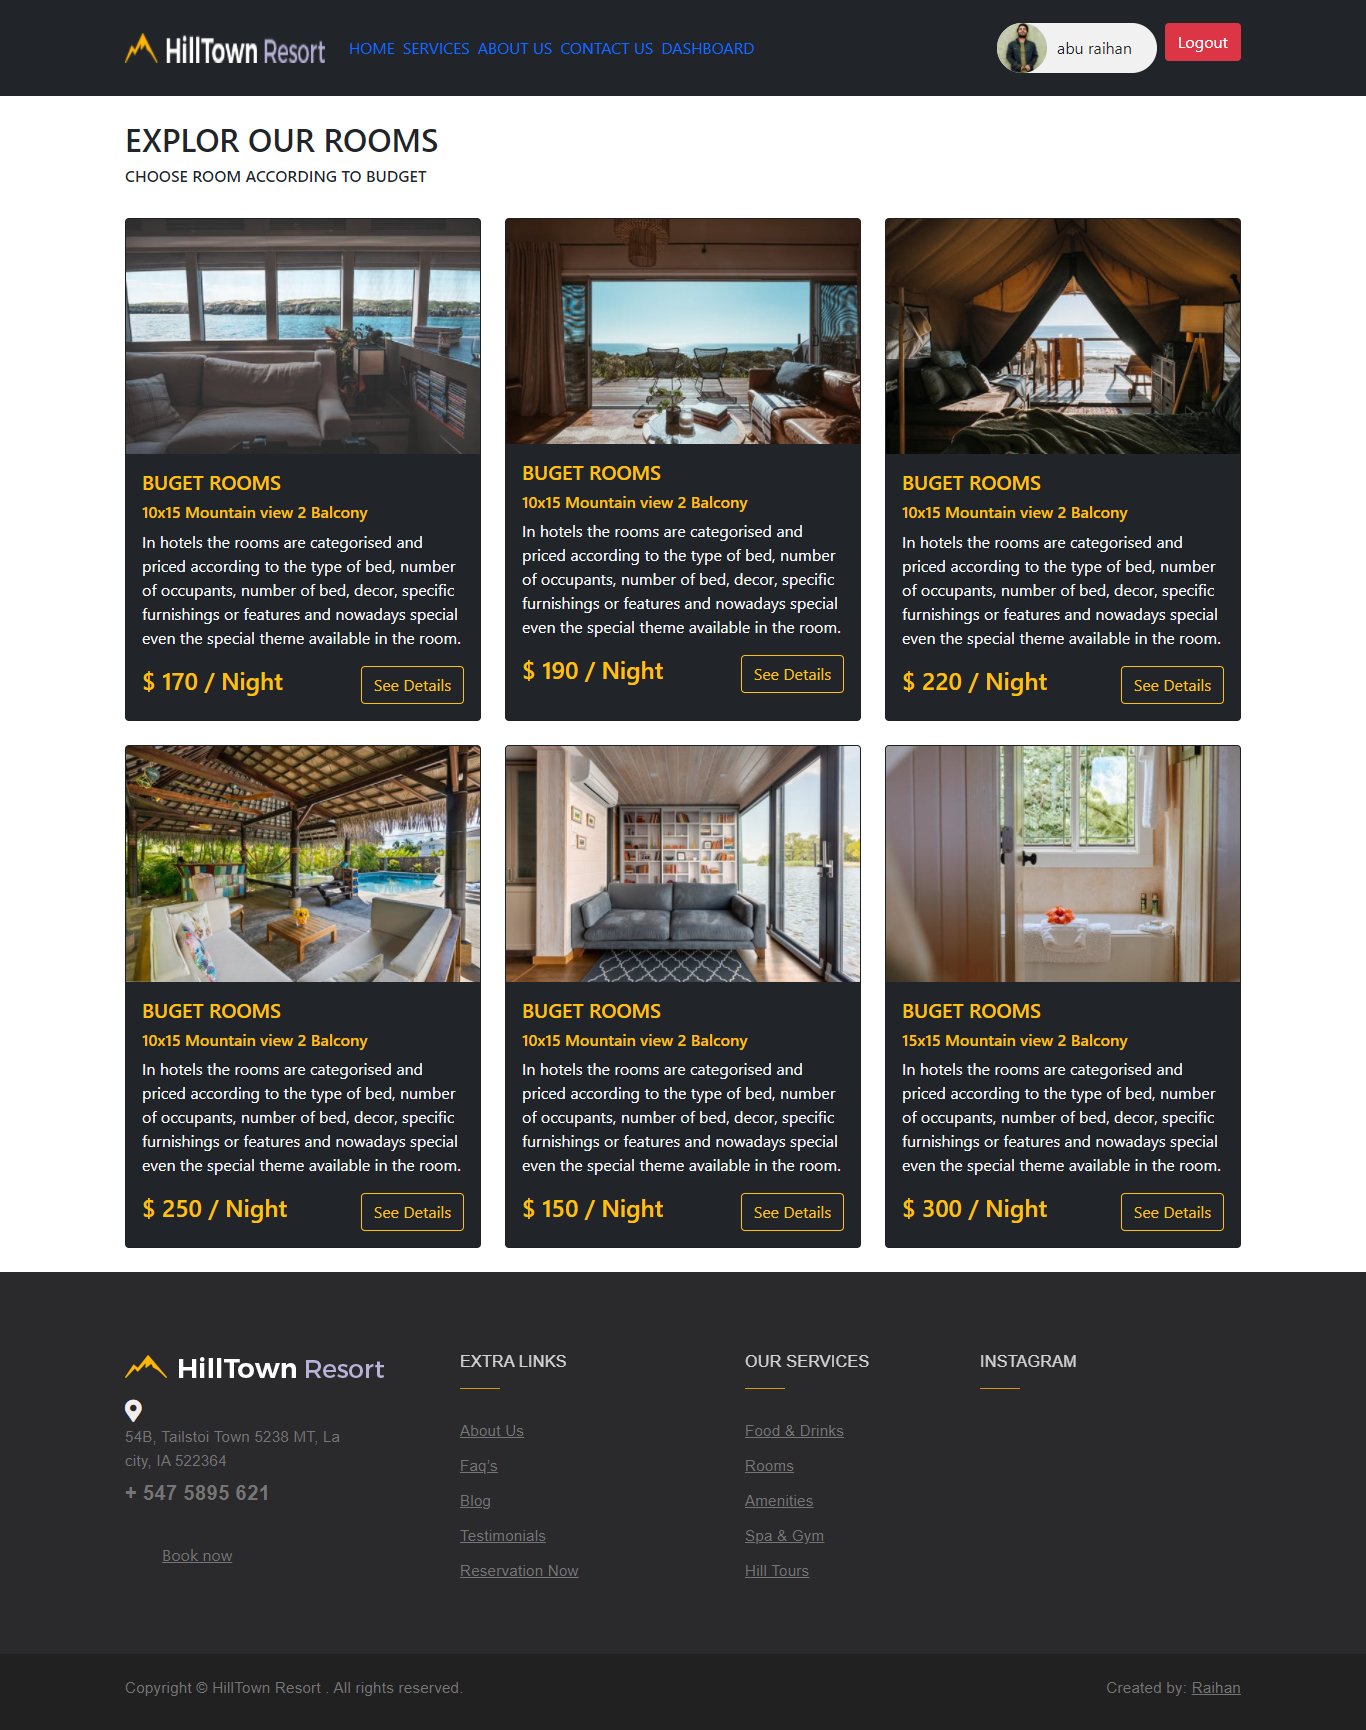 HillTown Resort HOME SERVICES ABOUT US CONTACT US DASHBOARD abu raihan Logout
EXPLOR OUR ROOMS
CHOOSE ROOM ACCORDING TO BUDGET
BUGET ROOMS
10x15 Mountain view 2 Balcony
In hotels the rooms are categorised and
priced according to the type of bed, number
of occupants, number of bed, decor, specific
furnishings or features and nowadays special
even the special theme available in the room.
$ 170 / Night See Details
BUGET ROOMS
10x15 Mountain view 2 Balcony
In hotels the rooms are categorised and
priced according to the type of bed, number
of occupants, number of bed, decor, specific
furnishings or features and nowadays special
even the special theme available in the room.
$ 190 / Night See Details
BUGET ROOMS
10x15 Mountain view 2 Balcony
In hotels the rooms are categorised and
priced according to the type of bed, number
of occupants, number of bed, decor, specific
furnishings or features and nowadays special
even the special theme available in the room.
$ 220 / Night See Details
BUGET ROOMS
10x15 Mountain view 2 Balcony
In hotels the rooms are categorised and
priced according to the type of bed, number
of occupants, number of bed, decor, specific
furnishings or features and nowadays special
even the special theme available in the room.
$ 250 / Night See Details
BUGET ROOMS
10x15 Mountain view 2 Balcony
In hotels the rooms are categorised and
priced according to the type of bed, number
of occupants, number of bed, decor, specific
furnishings or features and nowadays special
even the special theme available in the room.
$ 150 / Night See Details
BUGET ROOMS
15x15 Mountain view 2 Balcony
In hotels the rooms are categorised and
priced according to the type of bed, number
of occupants, number of bed, decor, specific
furnishings or features and nowadays special
even the special theme available in the room.
$ 300 / Night See Details
HillTown Resort
54B, Tailstoi Town 5238 MT, La
city, IA 522364
+ 547 5895 621
Book now
EXTRA LINKS
About Us
Faq's
Blog
Testimonials
Reservation Now
OUR SERVICES
Food & Drinks
Rooms
Amenities
Spa & Gym
Hill Tours
INSTAGRAM
Copyright © HillTown Resort . All rights reserved.
Created by: Raihan